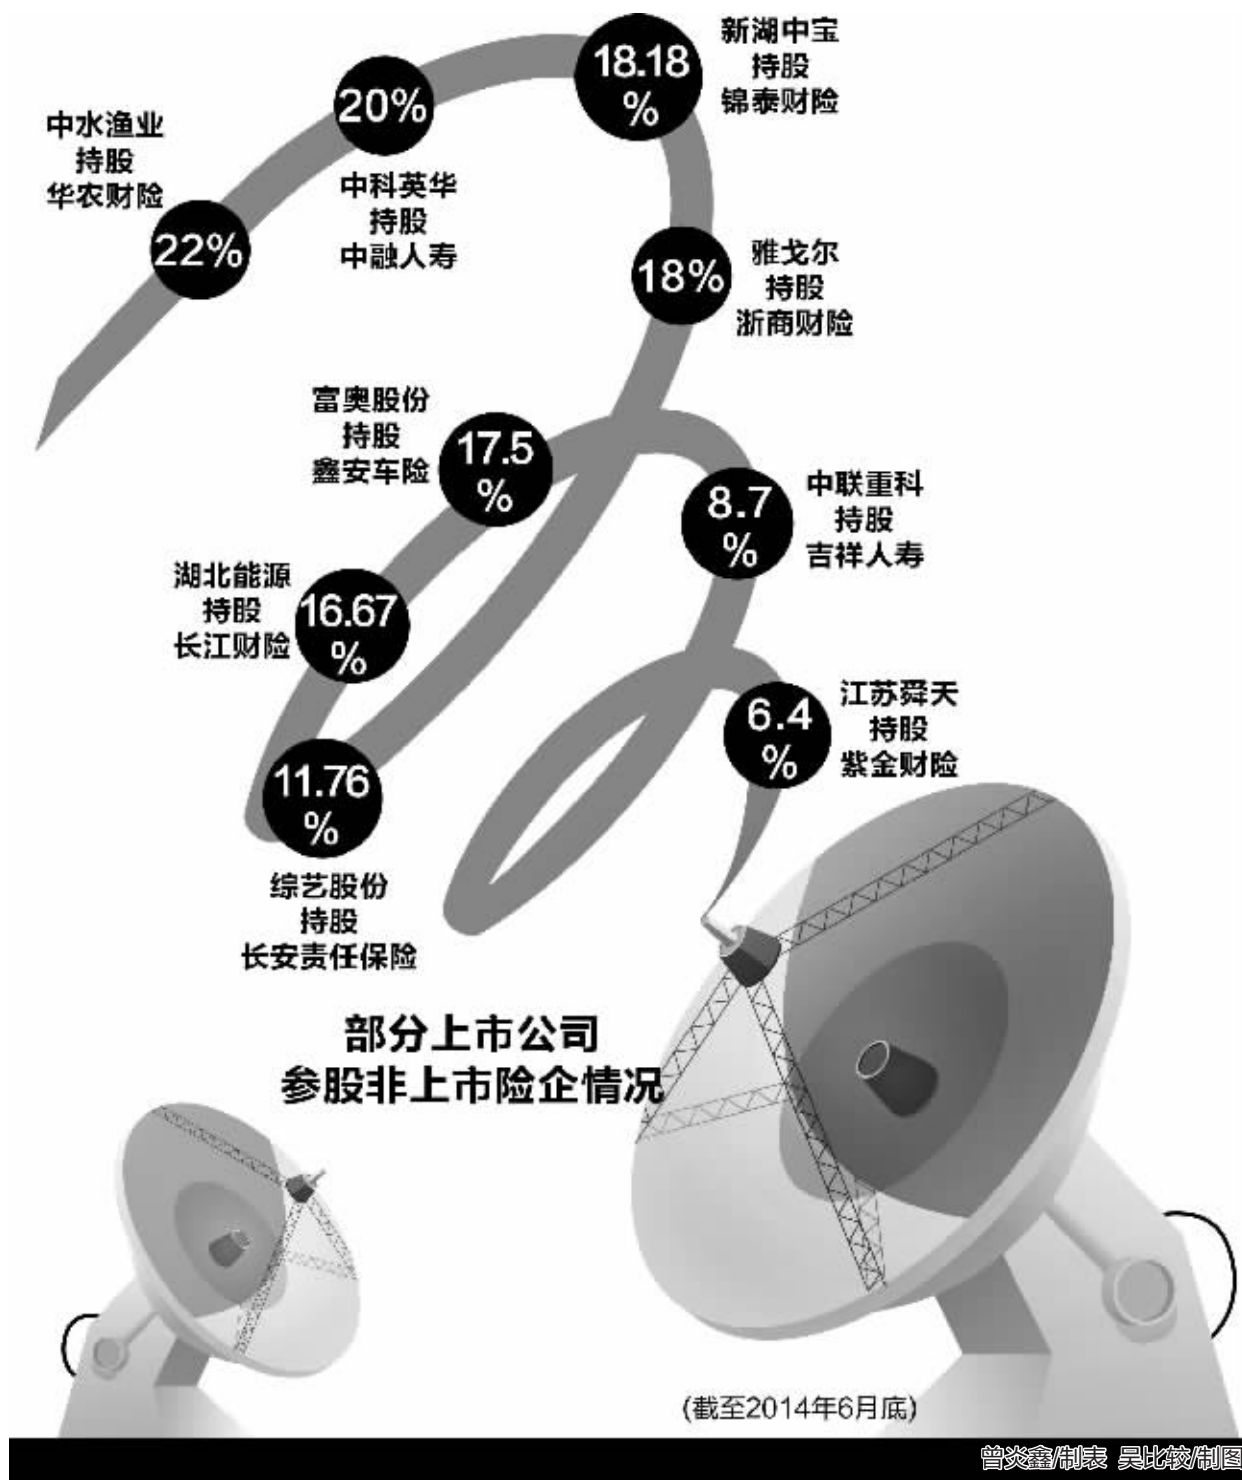 中水渔业
持股
华农财险
22%
20%
中科英华
持股
中融人寿
18.18
%
新湖中宝
持股
锦泰财险
18%
雅戈尔
持股
浙商财险
富奥股份
持股
鑫安车险
17.5
%
8.7
%
中联重科
持股
吉祥人寿
湖北能源
持股
长江财险
16.67
%
6.4
%
江苏舜天
持股
紫金财险
11.76
%
综艺股份
持股
长安责任保险
部分上市公司
参股非上市险企情况
(截至2014年6月底)
曾炎鑫/制表 吴比较/制图